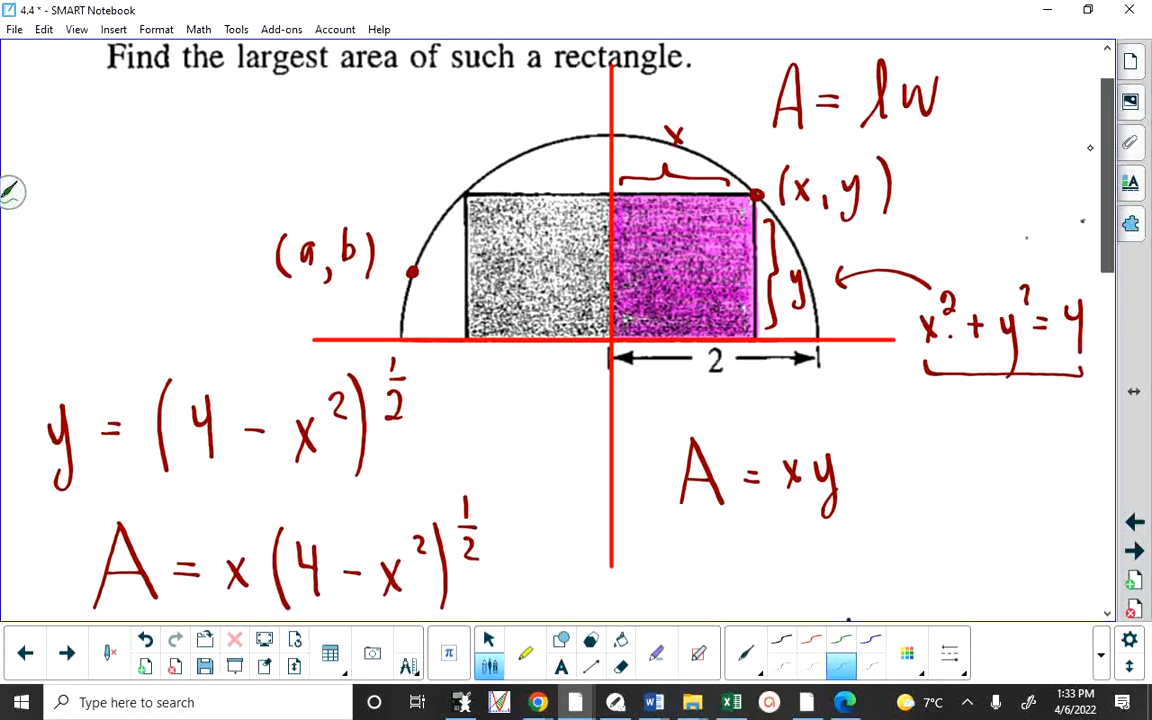 4.4 * - SMART Notebook
File Edit View Insert Format Math Tools Add-ons Account Help
Find the largest area of such a rectangle.
A = lw
x
(x, y)
(a, b)
y
x² + y² = 4
2
y = (4 - x²)^1/2
A = xy
A = x(4 - x²)^1/2
π
A
Type here to search
7°C
1:33 PM
4/6/2022